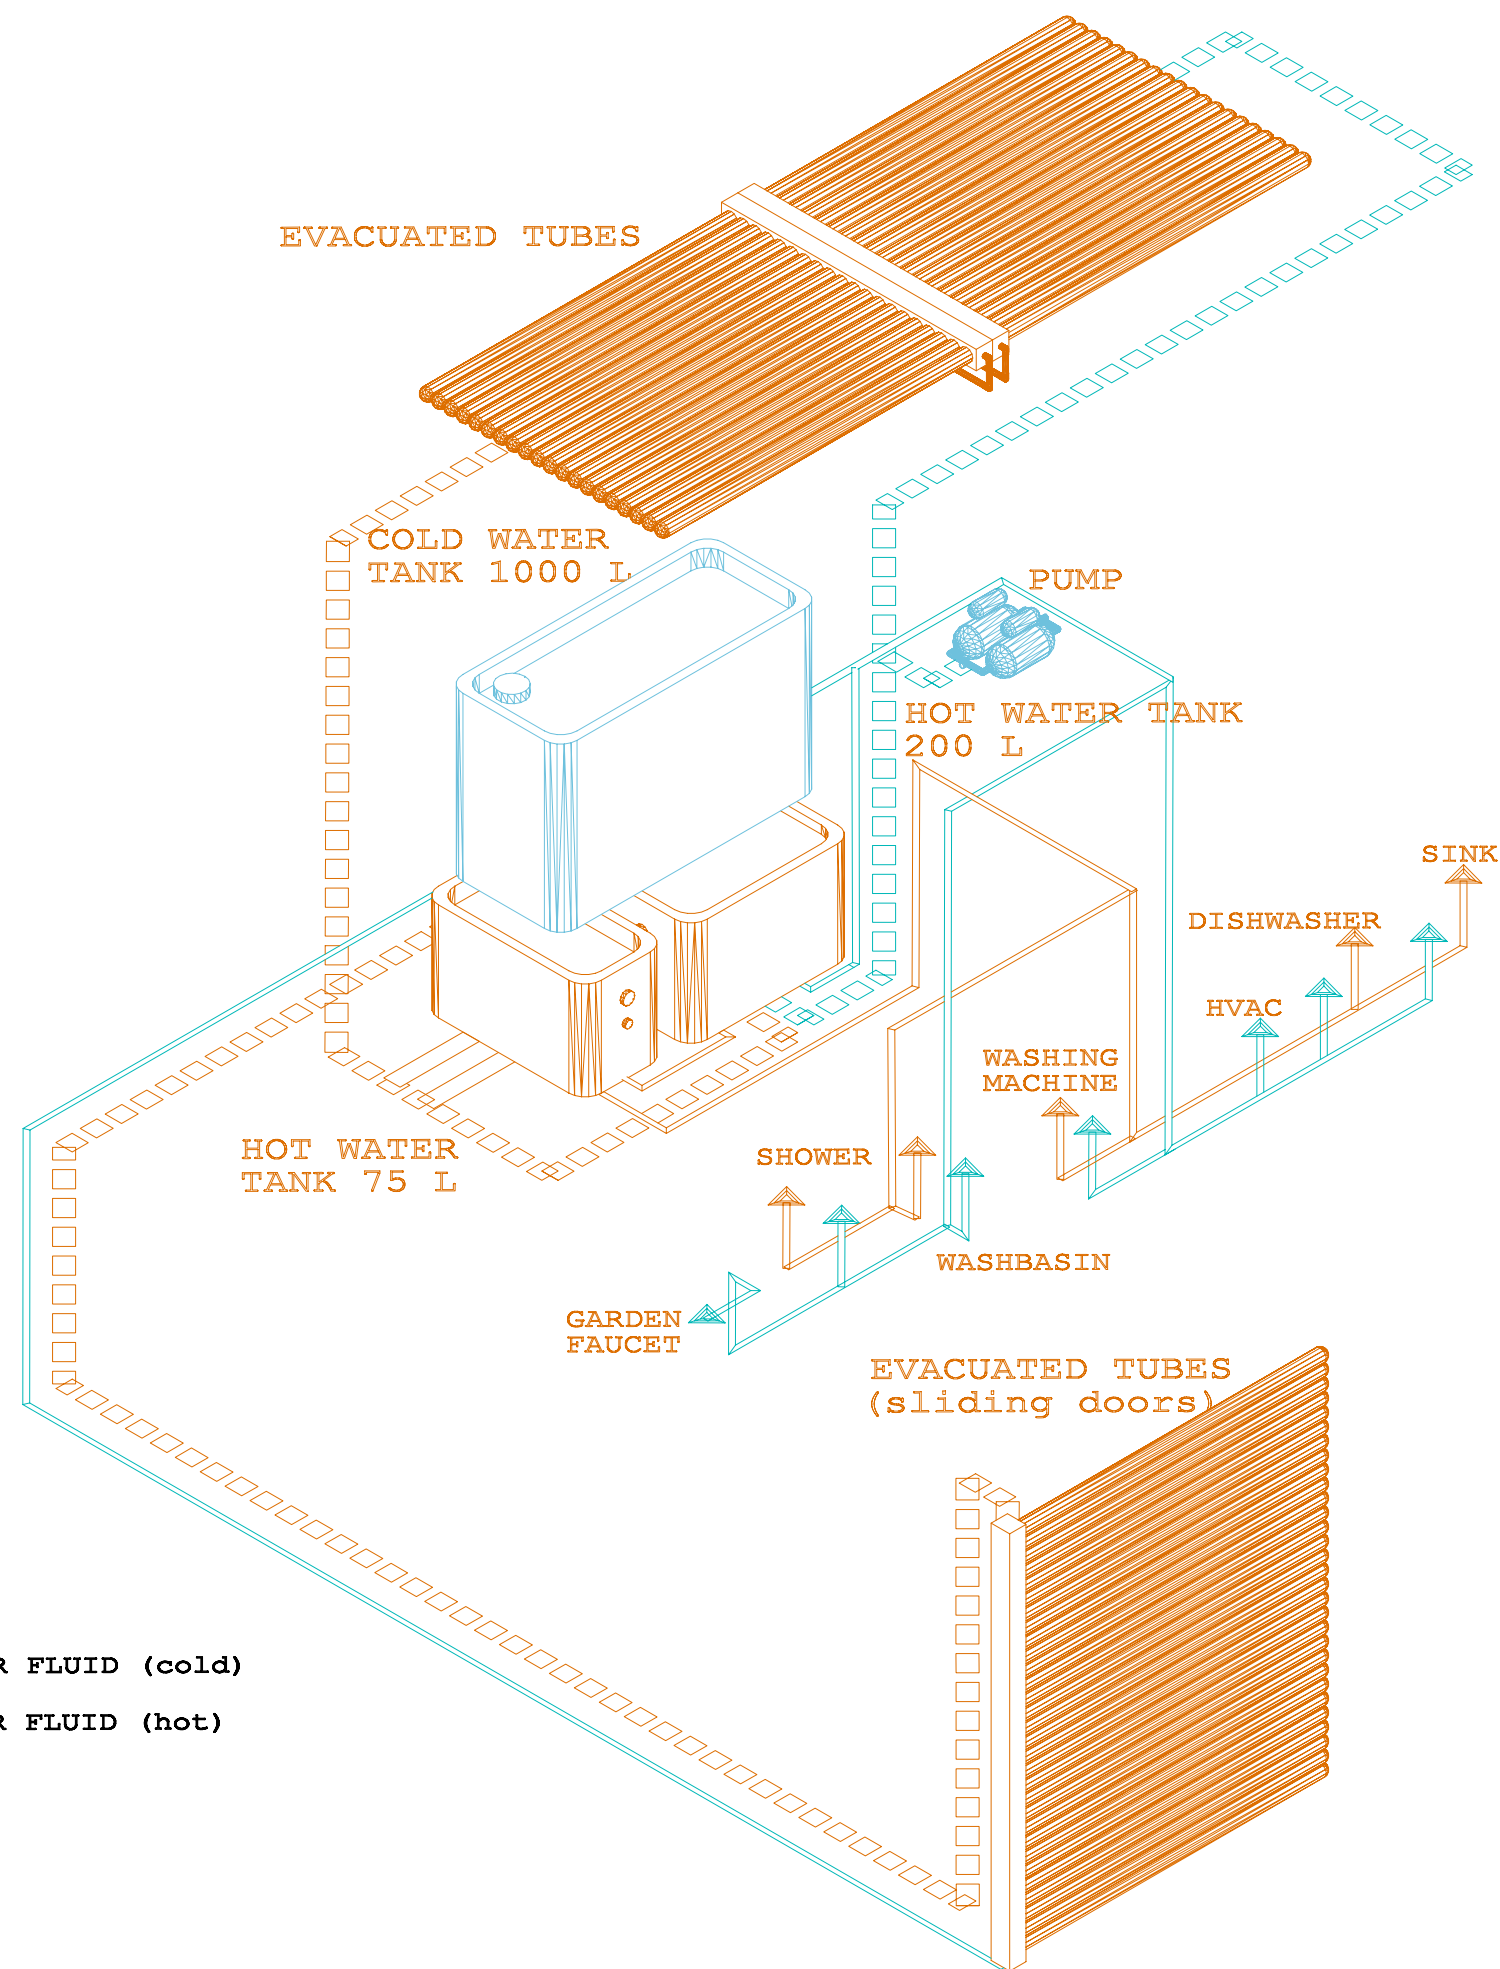 EVACUATED TUBES
COLD WATER
TANK 1000 L
PUMP
HOT WATER TANK
200 L
SINK
DISHWASHER
HVAC
WASHING
MACHINE
HOT WATER
TANK 75 L
SHOWER
WASHBASIN
GARDEN
FAUCET
EVACUATED TUBES
(sliding doors)
R FLUID (cold)
R FLUID (hot)